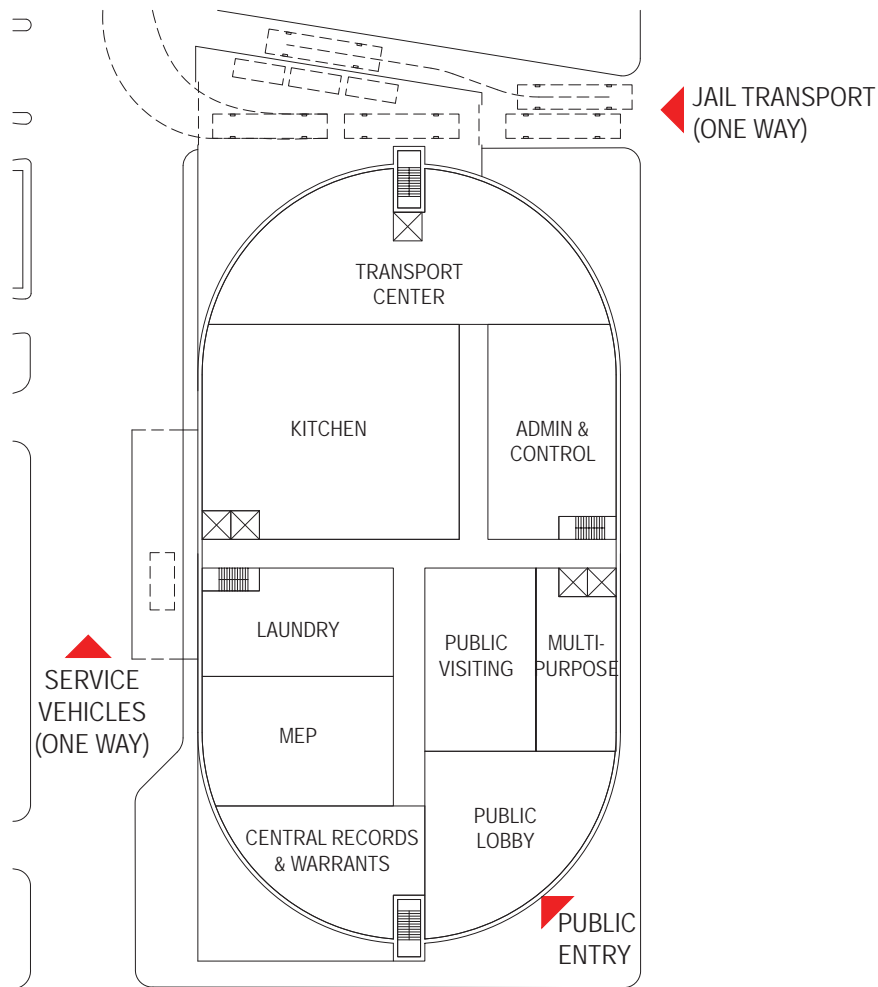 JAIL TRANSPORT
(ONE WAY)
TRANSPORT
CENTER
KITCHEN
ADMIN &
CONTROL
LAUNDRY
PUBLIC
VISITING
MULTI-
PURPOSE
SERVICE
VEHICLES
(ONE WAY)
MEP
PUBLIC
LOBBY
CENTRAL RECORDS
& WARRANTS
PUBLIC
ENTRY